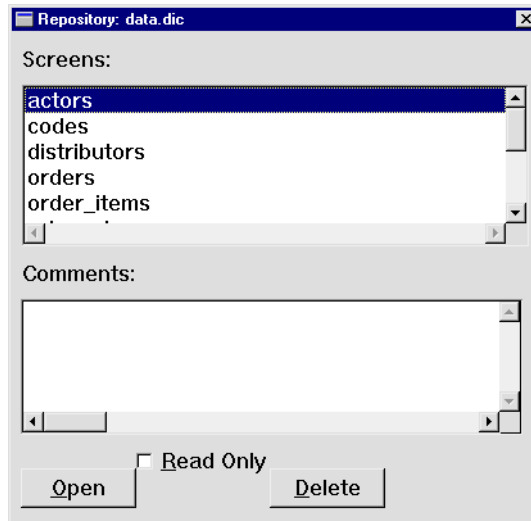 Repository: data.dic
Screens:
actors
codes
distributors
orders
order_items
Comments:
Read Only
Open
Delete